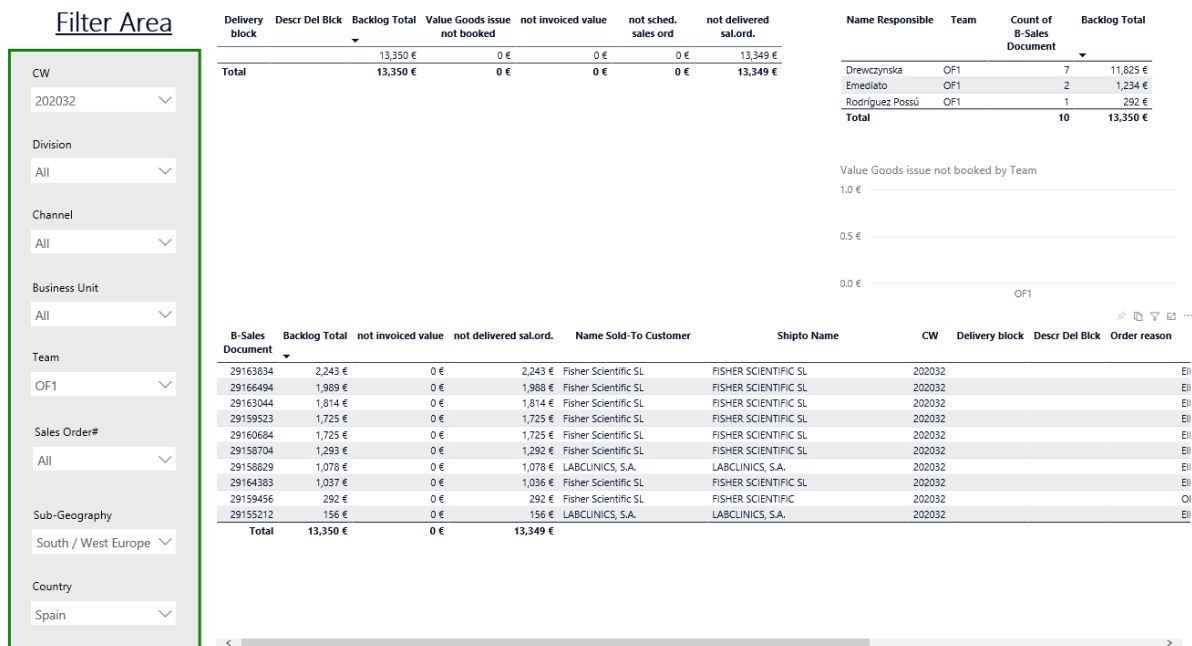 Filter Area
CW
202032
Division
All
Channel
All
Business Unit
All
Team
OF1
Sales Order#
All
Sub-Geography
South / West Europe
Country
Spain
Delivery block Descr Del Blck Backlog Total Value Goods issue not booked not invoiced value not sched. sales ord not delivered sal.ord.
13,350 € 0 € 0 € 0 € 13,349 €
Total 13,350 € 0 € 0 € 0 € 13,349 €
Name Responsible Team Count of B-Sales Document Backlog Total
Drewczynska OF1 7 11,825 €
Emediato OF1 2 1,234 €
Rodríguez Possú OF1 1 292 €
Total 10 13,350 €
Value Goods issue not booked by Team
1.0 €
0.5 €
0.0 €
OF1
B-Sales Document Backlog Total not invoiced value not delivered sal.ord. Name Sold-To Customer Shipto Name CW Delivery block Descr Del Blck Order reason
29163834 2,243 € 0 € 2,243 € Fisher Scientific SL FISHER SCIENTIFIC SL 202032
29166494 1,989 € 0 € 1,988 € Fisher Scientific SL FISHER SCIENTIFIC SL 202032
29163044 1,814 € 0 € 1,814 € Fisher Scientific SL FISHER SCIENTIFIC SL 202032
29159523 1,725 € 0 € 1,725 € Fisher Scientific SL FISHER SCIENTIFIC SL 202032
29160684 1,725 € 0 € 1,725 € Fisher Scientific SL FISHER SCIENTIFIC SL 202032
29158704 1,293 € 0 € 1,292 € Fisher Scientific SL FISHER SCIENTIFIC SL 202032
29158829 1,078 € 0 € 1,078 € LABCLINICS, S.A. LABCLINICS, S.A. 202032
29164383 1,037 € 0 € 1,036 € Fisher Scientific SL FISHER SCIENTIFIC SL 202032
29159456 292 € 0 € 292 € Fisher Scientific SL FISHER SCIENTIFIC 202032
29155212 156 € 0 € 156 € LABCLINICS, S.A. LABCLINICS, S.A. 202032
Total 13,350 € 0 € 13,349 €